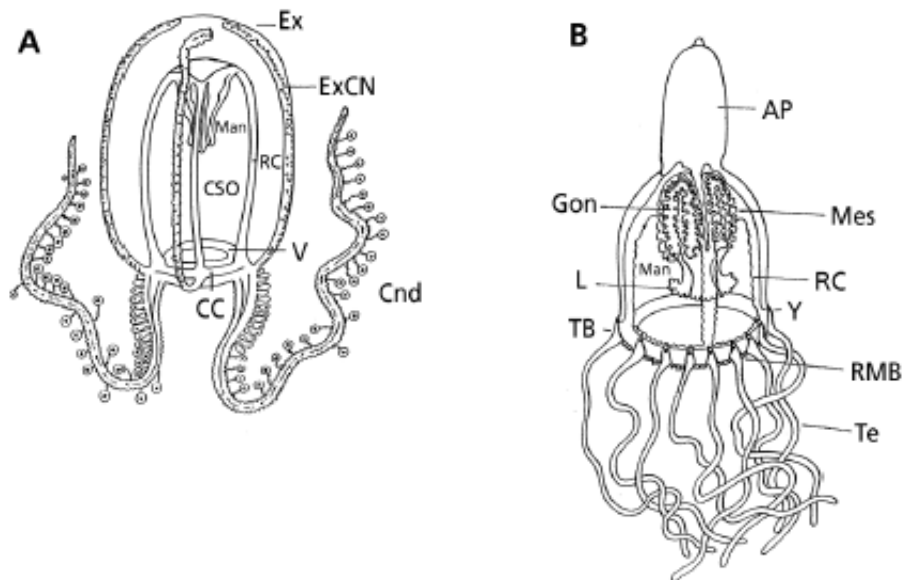 A
Ex
ExCN
Man
RC
CSO
V
CC
Cnd
B
AP
Gon
Mes
Man
L
RC
TB
Y
RMB
Te